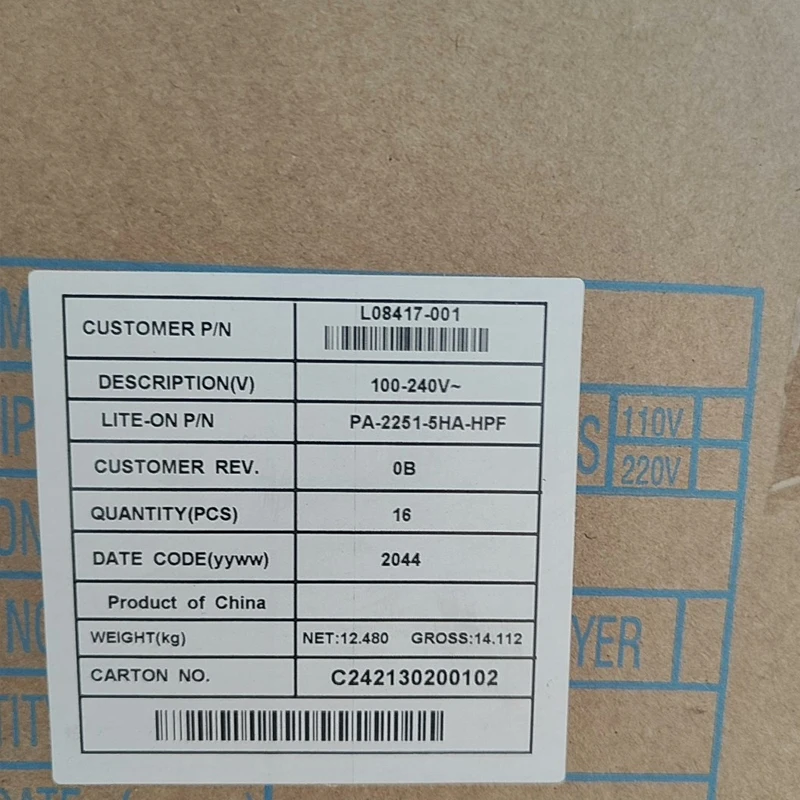 CUSTOMER P/N L08417-001
DESCRIPTION(V) 100-240V~
LITE-ON P/N PA-2251-5HA-HPF
CUSTOMER REV. 0B
QUANTITY(PCS) 16
DATE CODE(yyww) 2044
Product of China
WEIGHT(kg) NET:12.480 GROSS:14.112
CARTON NO. C242130200102
110V
220V